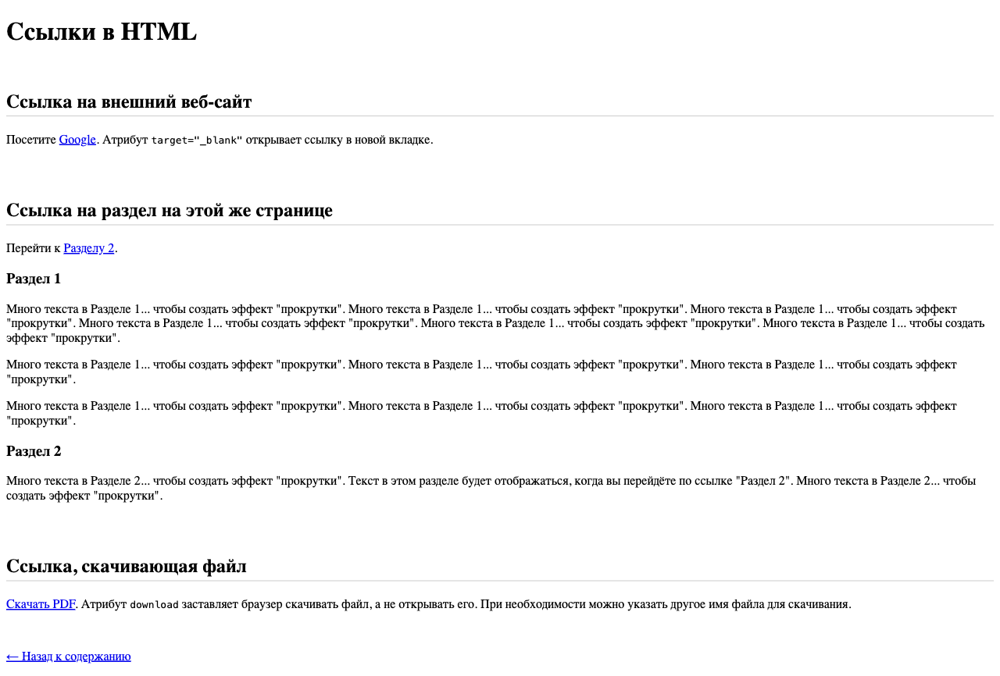 Ссылки в HTML
Ссылка на внешний веб-сайт
Посетите Google. Атрибут target="_blank" открывает ссылку в новой вкладке.
Ссылка на раздел на этой же странице
Перейти к Разделу 2.
Раздел 1
Много текста в Разделе 1... чтобы создать эффект "прокрутки". Много текста в Разделе 1... чтобы создать эффект "прокрутки". Много текста в Разделе 1... чтобы создать эффект
"прокрутки". Много текста в Разделе 1... чтобы создать эффект "прокрутки". Много текста в Разделе 1... чтобы создать эффект "прокрутки". Много текста в Разделе 1... чтобы создать
эффект "прокрутки".
Много текста в Разделе 1... чтобы создать эффект "прокрутки". Много текста в Разделе 1... чтобы создать эффект "прокрутки". Много текста в Разделе 1... чтобы создать эффект
"прокрутки".
Много текста в Разделе 1... чтобы создать эффект "прокрутки". Много текста в Разделе 1... чтобы создать эффект "прокрутки". Много текста в Разделе 1... чтобы создать эффект
"прокрутки".
Раздел 2
Много текста в Разделе 2... чтобы создать эффект "прокрутки". Текст в этом разделе будет отображаться, когда вы перейдёте по ссылке "Раздел 2". Много текста в Разделе 2... чтобы
создать эффект "прокрутки".
Ссылка, скачивающая файл
Скачать PDF. Атрибут download заставляет браузер скачивать файл, а не открывать его. При необходимости можно указать другое имя файла для скачивания.
← Назад к содержанию